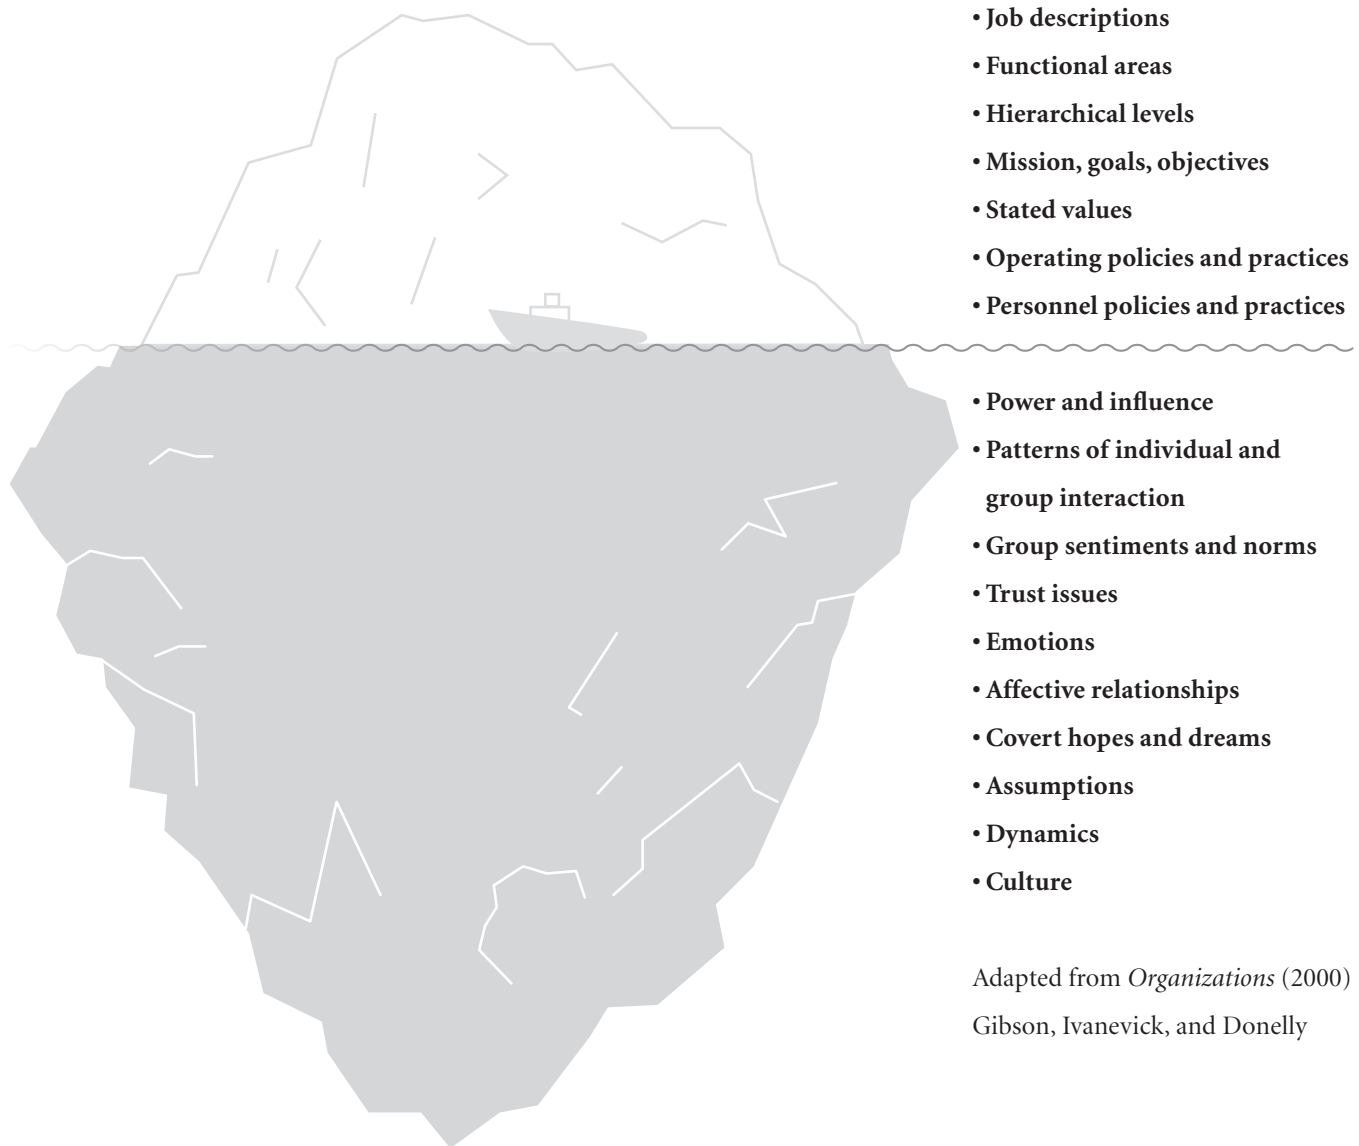 • Job descriptions
• Functional areas
• Hierarchical levels
• Mission, goals, objectives
• Stated values
• Operating policies and practices
• Personnel policies and practices
• Power and influence
• Patterns of individual and
group interaction
• Group sentiments and norms
• Trust issues
• Emotions
• Affective relationships
• Covert hopes and dreams
• Assumptions
• Dynamics
• Culture
Adapted from Organizations (2000)
Gibson, Ivanevick, and Donelly